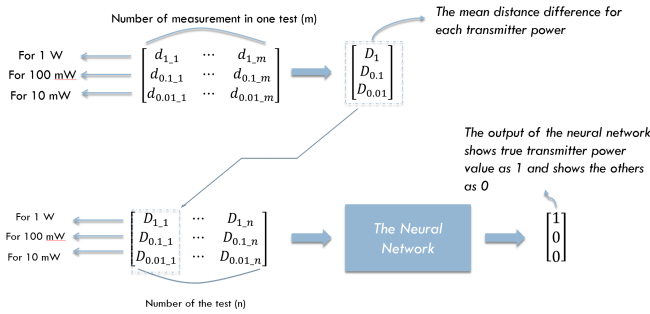 Number of measurement in one test (m)
The mean distance difference for
each transmitter power
For 1 W
For 100 mW
For 10 mW
d1_1 ⋯ d1_m
d0.1_1 ⋯ d0.1_m
d0.01_1 ⋯ d0.01_m
D1
D0.1
D0.01
The output of the neural network
shows true transmitter power
value as 1 and shows the others
as 0
For 1 W
For 100 mW
For 10 mW
D1_1 ⋯ D1_n
D0.1_1 ⋯ D0.1_n
D0.01_1 ⋯ D0.01_n
The Neural
Network
1
0
0
Number of the test (n)